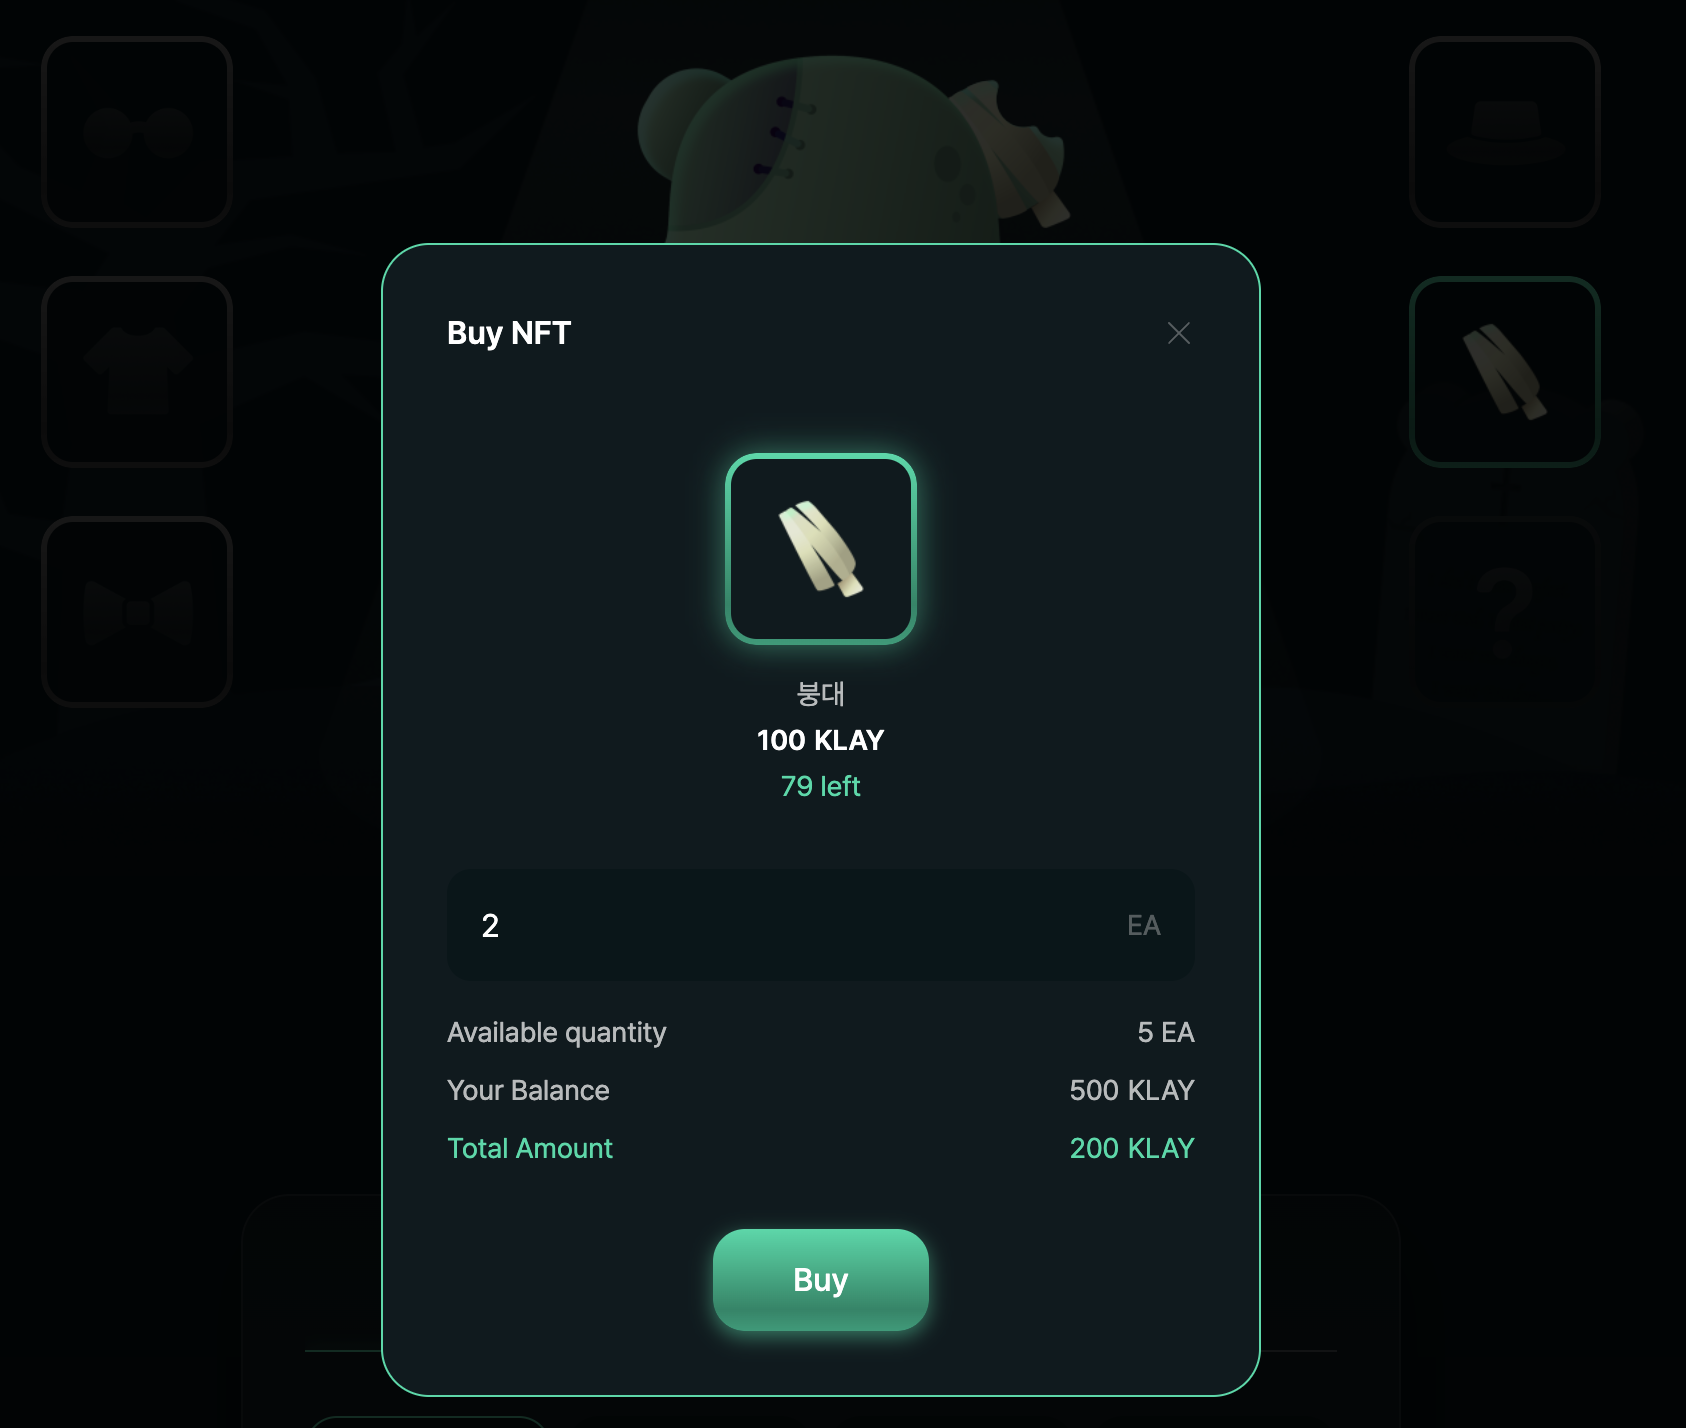 Buy NFT
붕대
100 KLAY
79 left
2 EA
Available quantity 5 EA
Your Balance 500 KLAY
Total Amount 200 KLAY
Buy
?